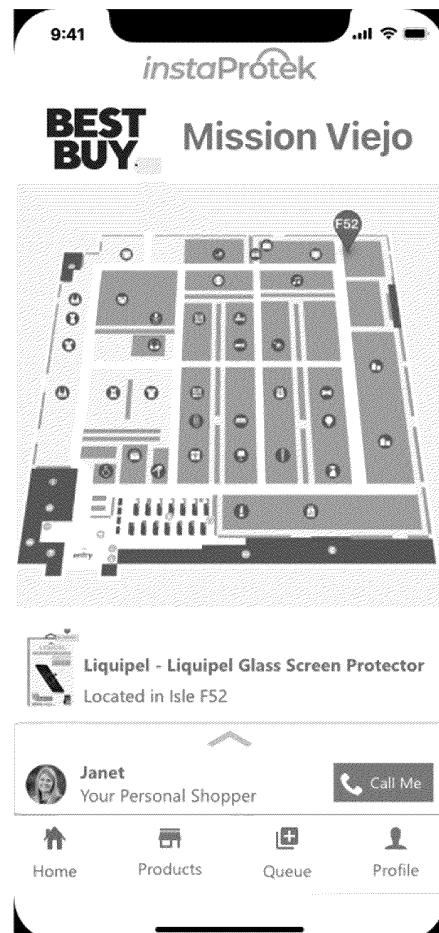 9:41
instaProtek
BEST
BUY
Mission Viejo
F52
entry
Liquipel - Liquipel Glass Screen Protector
Located in Isle F52
Janet
Your Personal Shopper
Call Me
Home
Products
Queue
Profile